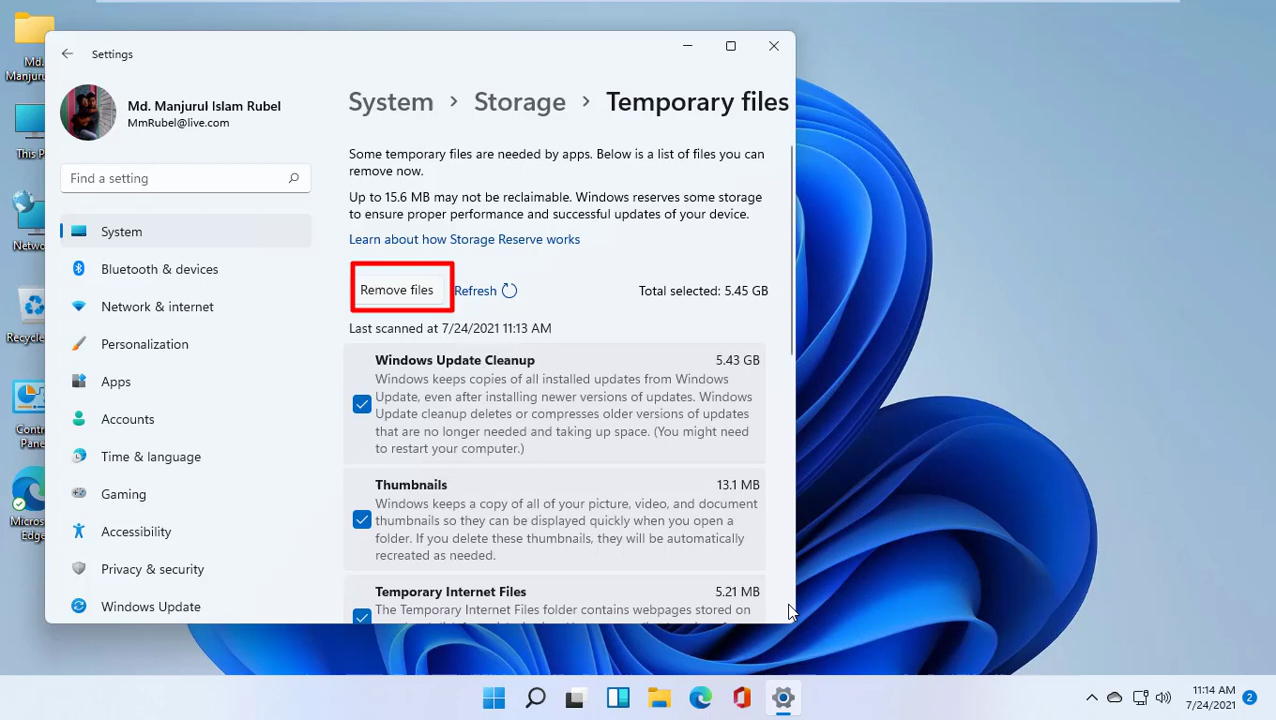 Md.
Manjuru
This P
Netwo
Recycle
Contr
Pane
Micros
Edge
Settings
Md. Manjurul Islam Rubel
MmRubel@live.com
Find a setting
System
Bluetooth & devices
Network & internet
Personalization
Apps
Accounts
Time & language
Gaming
Accessibility
Privacy & security
Windows Update
System > Storage > Temporary files
Some temporary files are needed by apps. Below is a list of files you can
remove now.
Up to 15.6 MB may not be reclaimable. Windows reserves some storage
to ensure proper performance and successful updates of your device.
Learn about how Storage Reserve works
Remove files Refresh Total selected: 5.45 GB
Last scanned at 7/24/2021 11:13 AM
Windows Update Cleanup 5.43 GB
Windows keeps copies of all installed updates from Windows
Update, even after installing newer versions of updates. Windows
Update cleanup deletes or compresses older versions of updates
that are no longer needed and taking up space. (You might need
to restart your computer.)
Thumbnails 13.1 MB
Windows keeps a copy of all of your picture, video, and document
thumbnails so they can be displayed quickly when you open a
folder. If you delete these thumbnails, they will be automatically
recreated as needed.
Temporary Internet Files 5.21 MB
The Temporary Internet Files folder contains webpages stored on
11:14 AM
7/24/2021 2